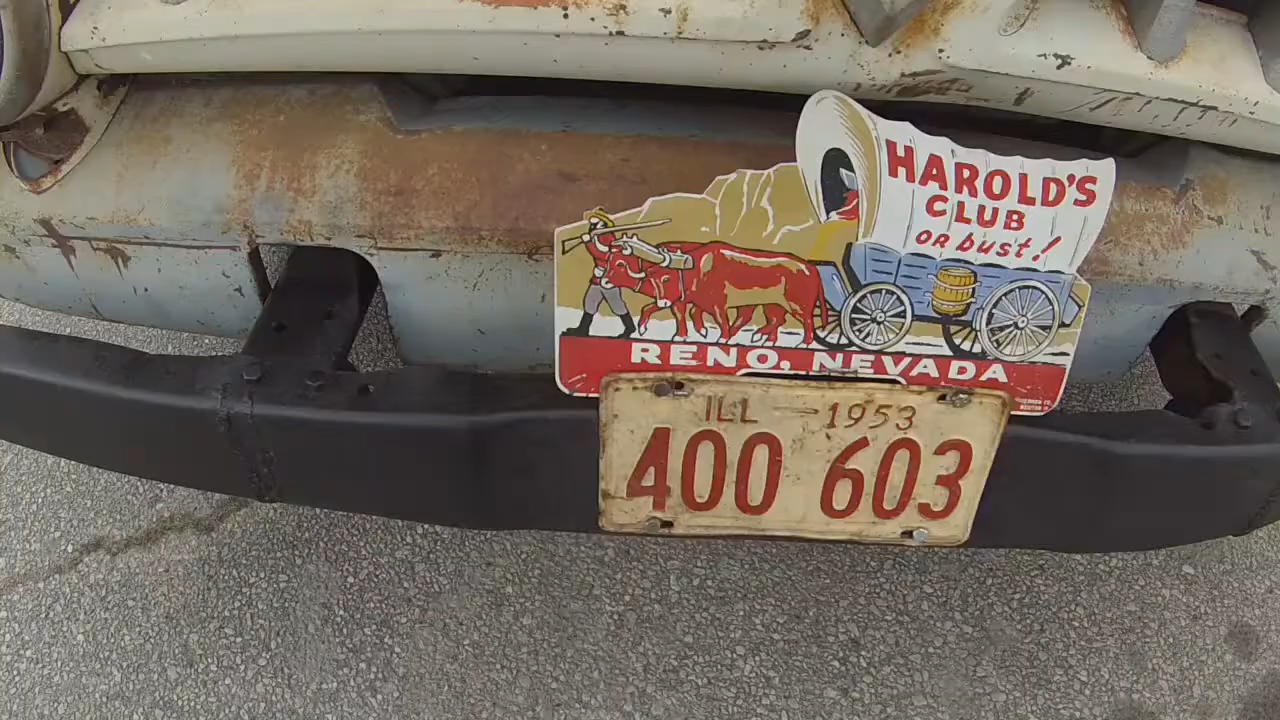 HAROLD'S
CLUB
OR bust!
RENO, NEVADA
ILL 1953
400 603